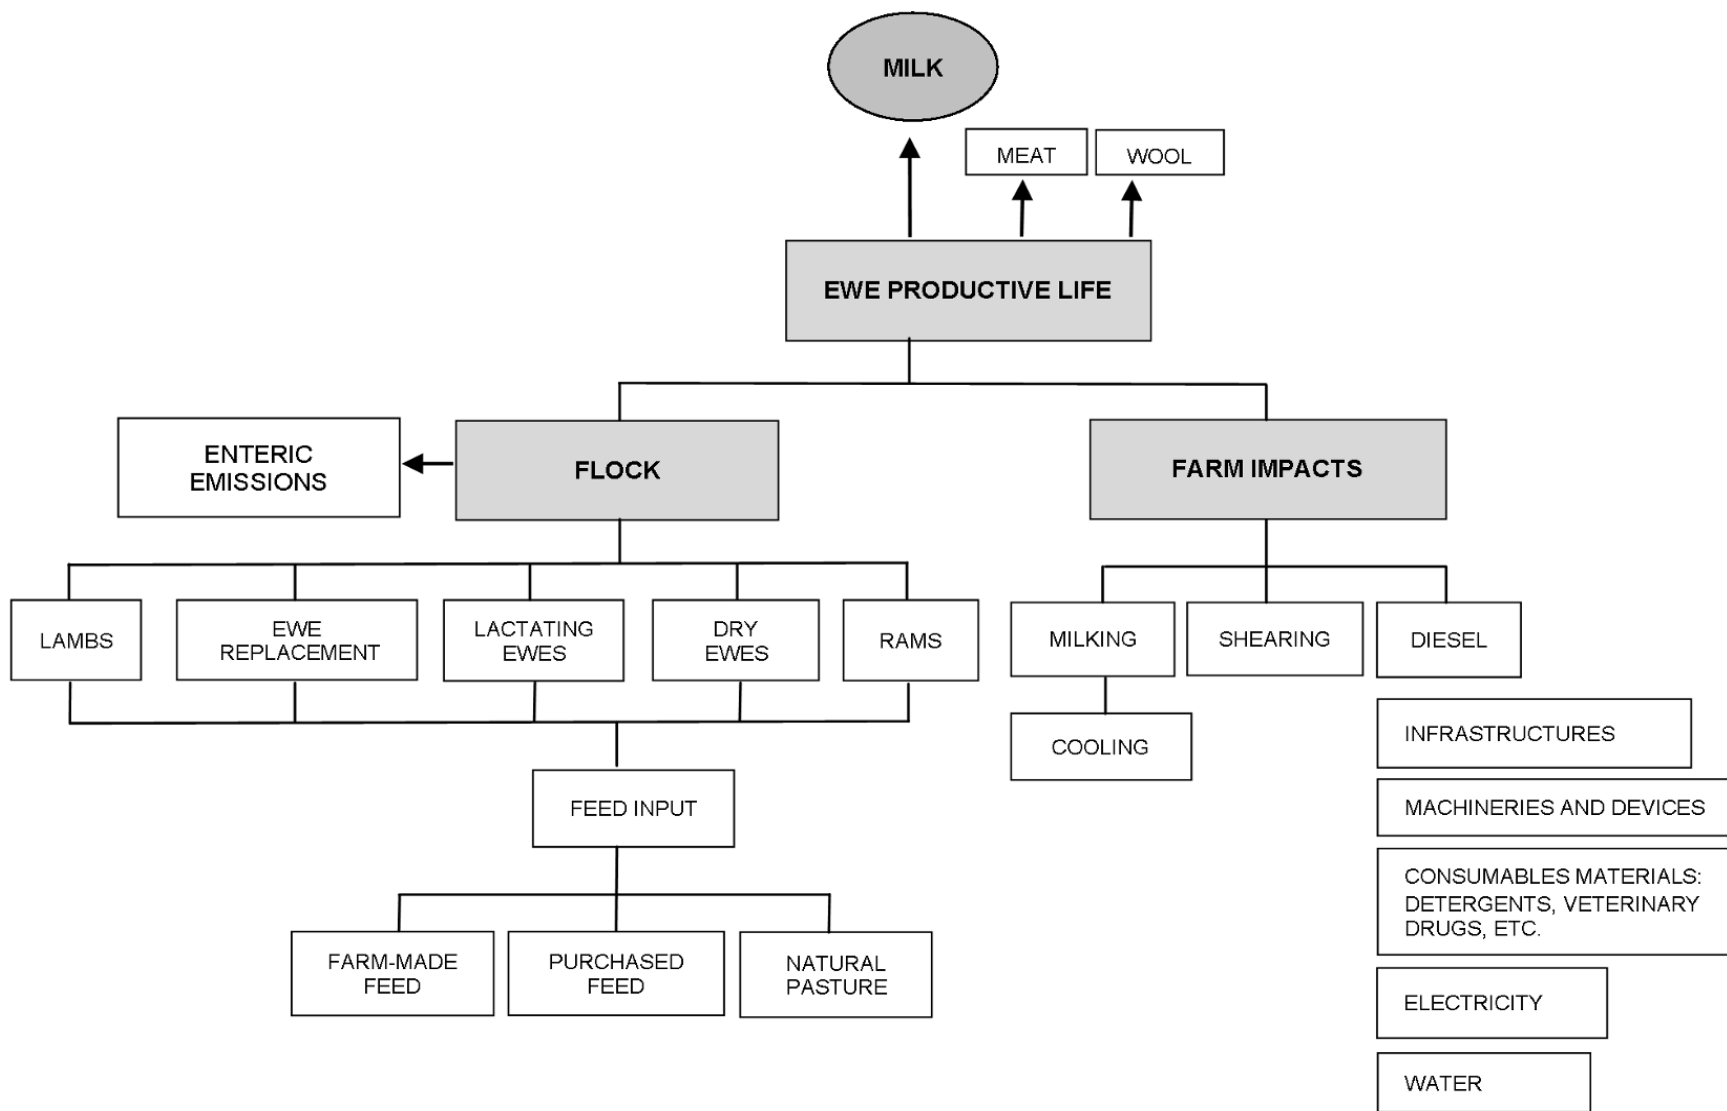 MILK
MEAT
WOOL
EWE PRODUCTIVE LIFE
ENTERIC
EMISSIONS
FLOCK
FARM IMPACTS
LAMBS
EWE
REPLACEMENT
LACTATING
EWES
DRY
EWES
RAMS
MILKING
SHEARING
DIESEL
COOLING
INFRASTRUCTURES
FEED INPUT
MACHINERIES AND DEVICES
CONSUMABLES MATERIALS:
DETERGENTS, VETERINARY
DRUGS, ETC.
FARM-MADE
FEED
PURCHASED
FEED
NATURAL
PASTURE
ELECTRICITY
WATER